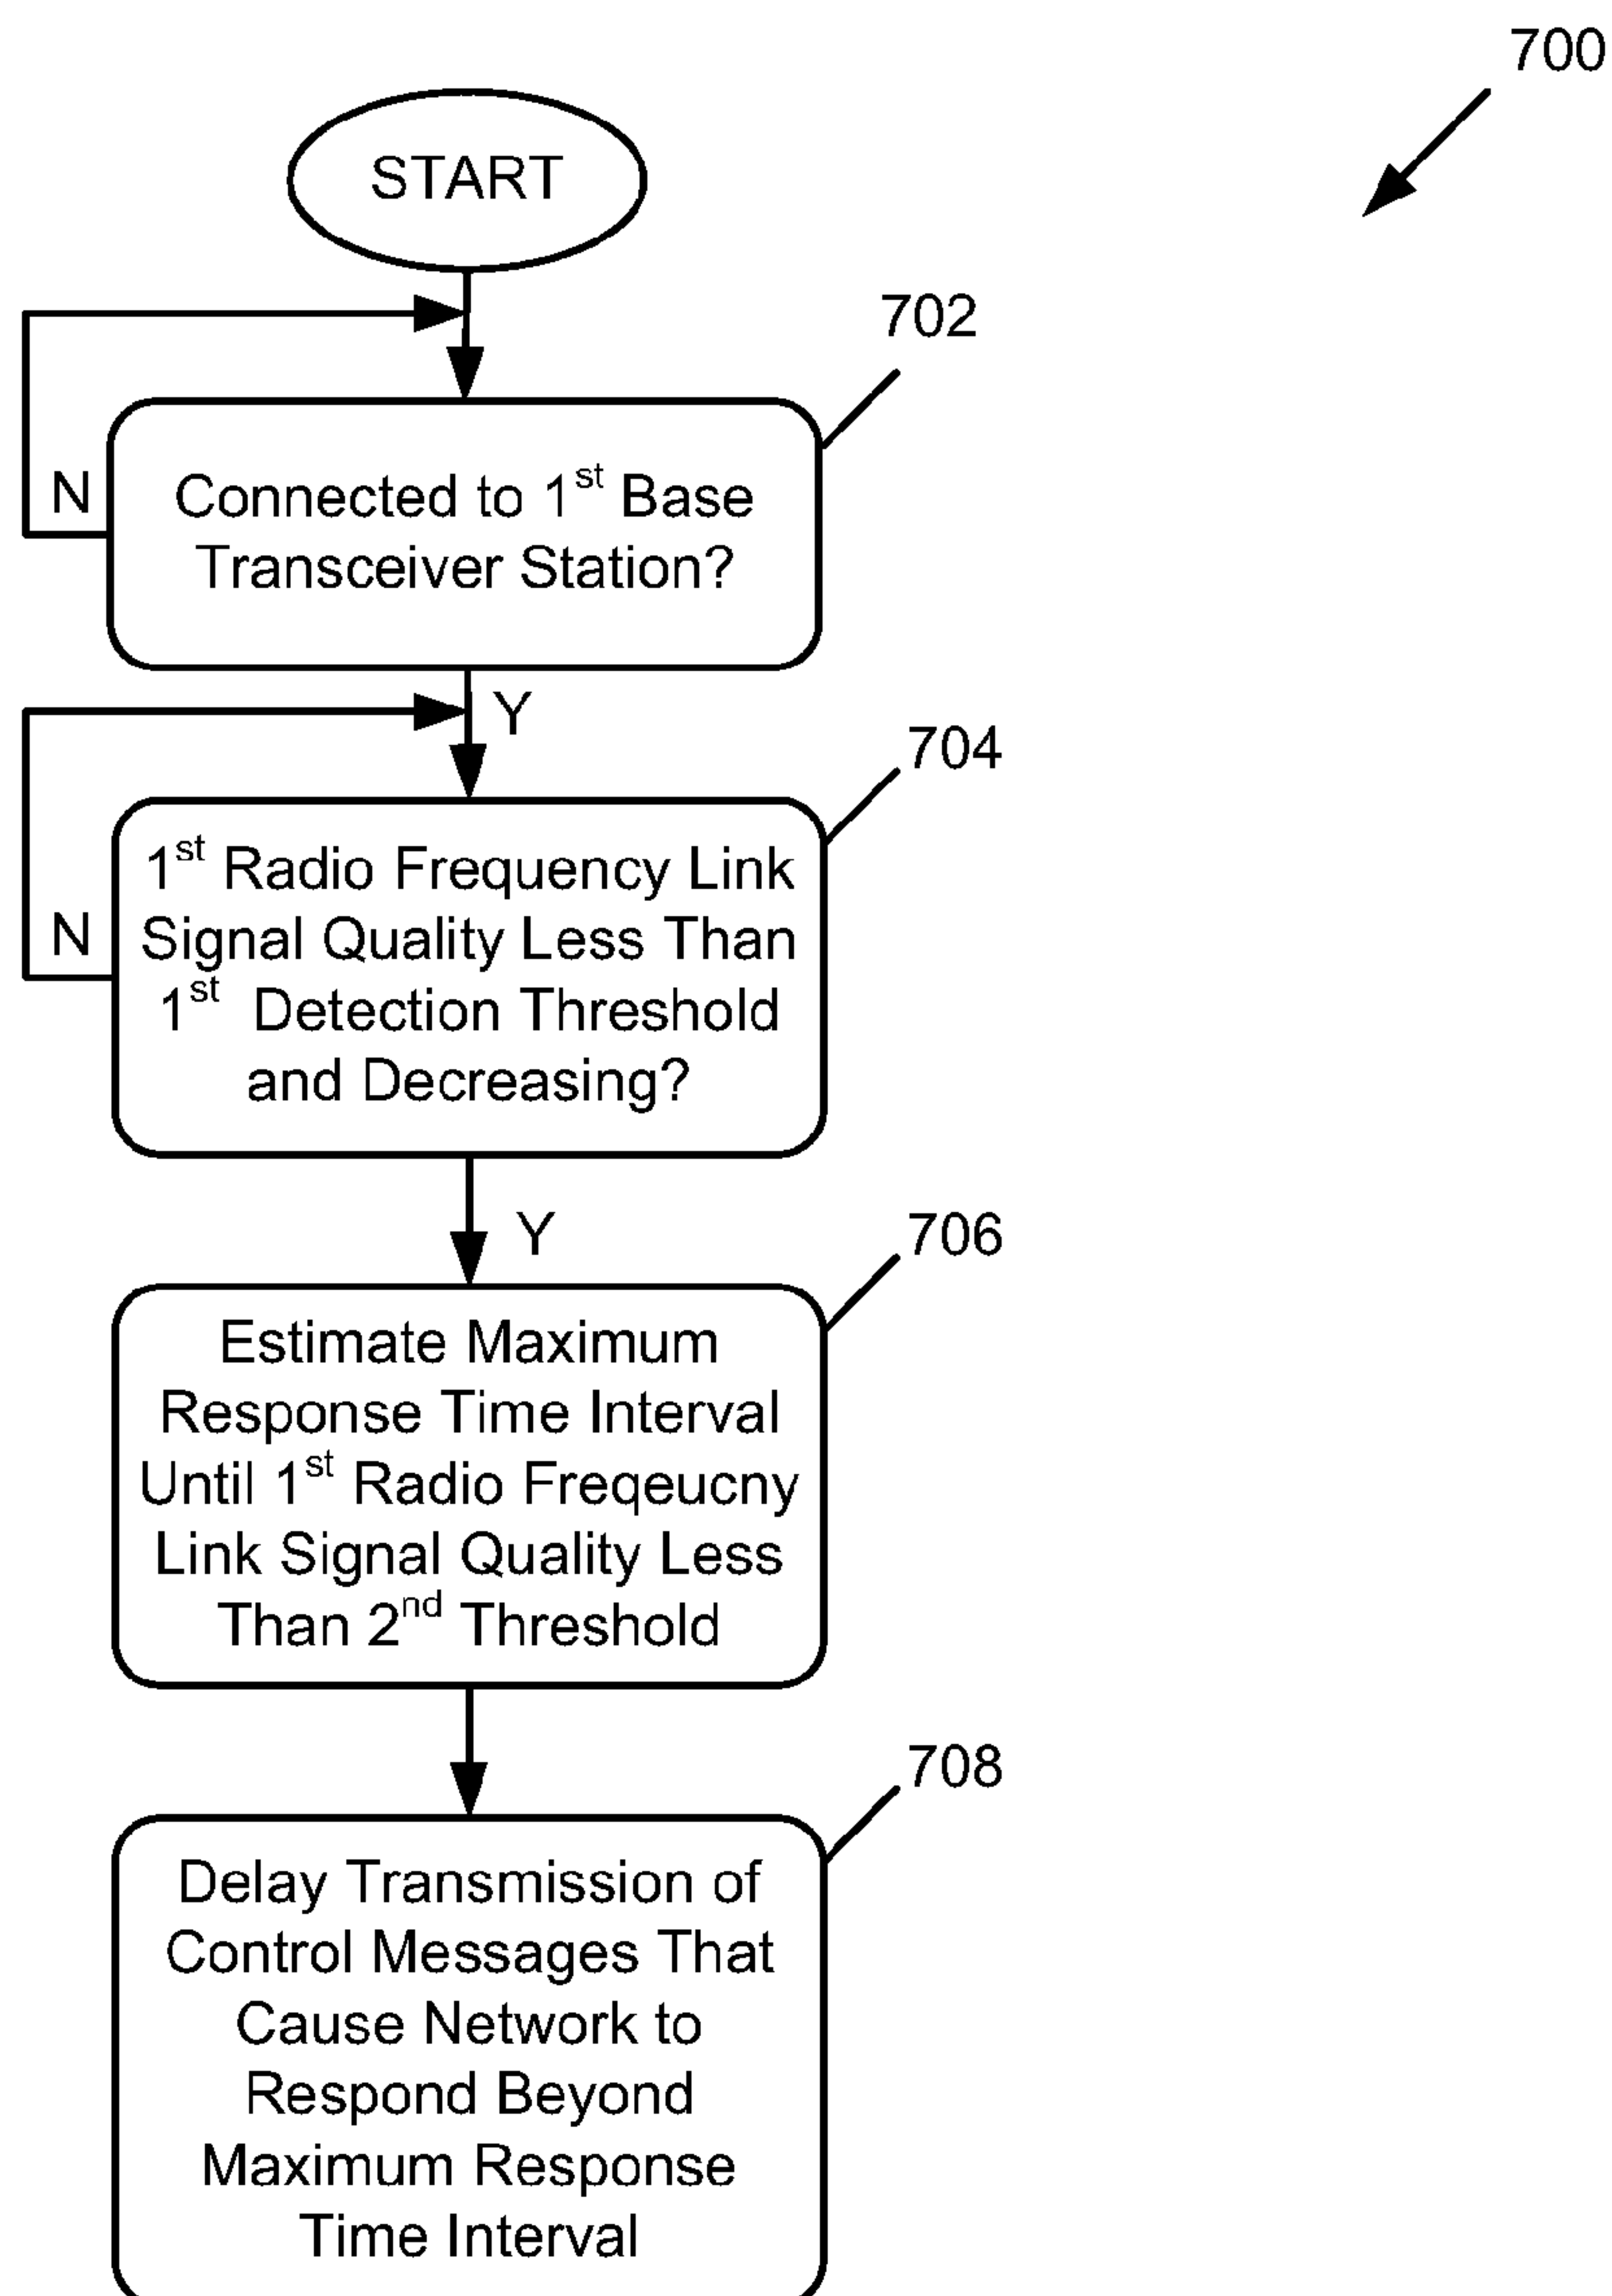 700
START
702
N
Connected to 1st Base
Transceiver Station?
Y
704
1st Radio Frequency Link
N
Signal Quality Less Than
1st Detection Threshold
and Decreasing?
Y
706
Estimate Maximum
Response Time Interval
Until 1st Radio Freqeucny
Link Signal Quality Less
Than 2nd Threshold
708
Delay Transmission of
Control Messages That
Cause Network to
Respond Beyond
Maximum Response
Time Interval